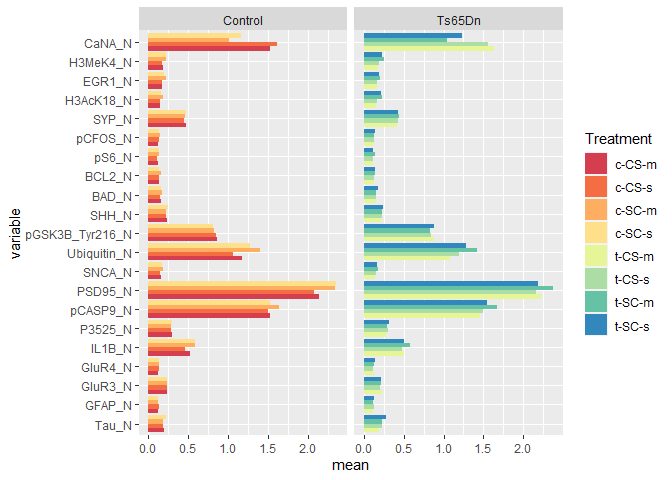 Control Ts65Dn
CaNA_N
H3MeK4_N
EGR1_N
H3AcK18_N
SYP_N
pCFOS_N
pS6_N
BCL2_N
BAD_N
SHH_N
pGSK3B_Tyr216_N
Ubiquitin_N
SNCA_N
PSD95_N
pCASP9_N
P3525_N
IL1B_N
GluR4_N
GluR3_N
GFAP_N
Tau_N
variable
0.0 0.5 1.0 1.5 2.0 0.0 0.5 1.0 1.5 2.0
mean
Treatment
c-CS-m
c-CS-s
c-SC-m
c-SC-s
t-CS-m
t-CS-s
t-SC-m
t-SC-s